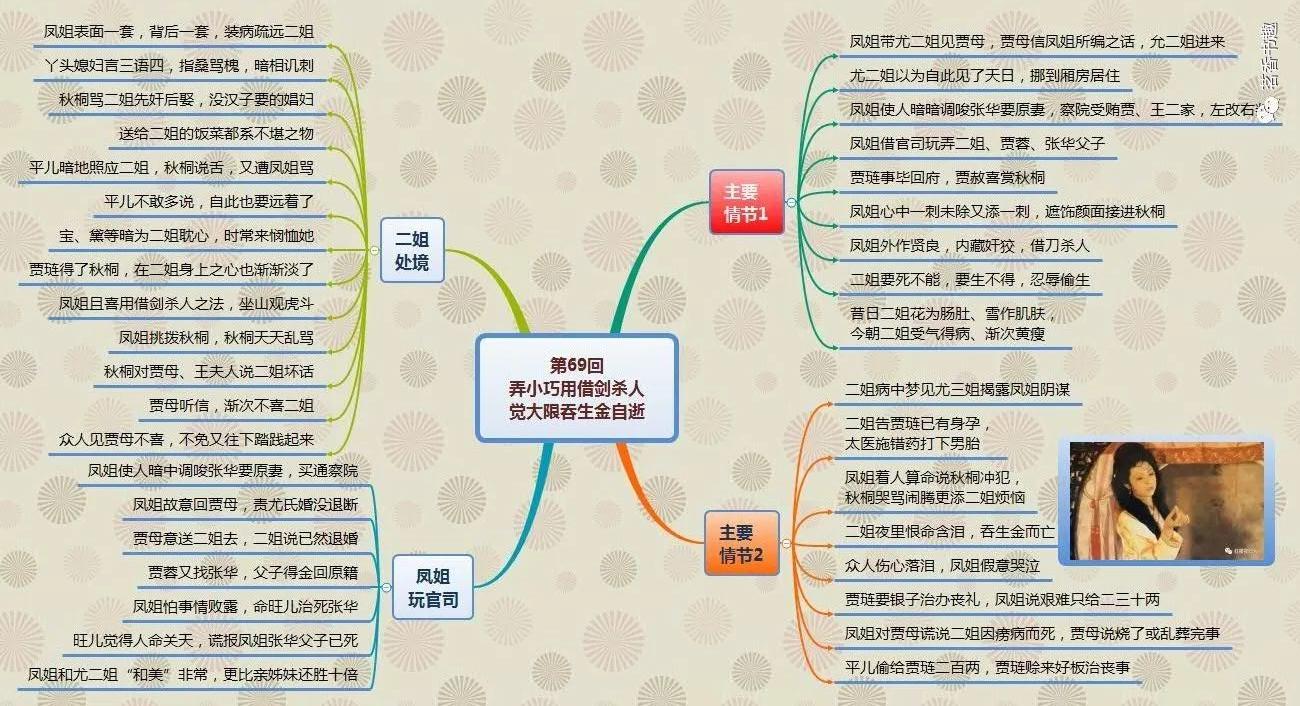 第69回
弄小巧用借剑杀人
觉大限吞生金自逝
主要
情节1
凤姐带尤二姐见贾母，贾母信凤姐所编之话，允二姐进来
尤二姐以为自此见了天日，挪到厢房居住
凤姐使人暗暗调唆张华要原妻，察院受贿贾、王二家，左改右
凤姐借官司玩弄二姐、贾蓉、张华父子
贾琏事毕回府，贾赦喜赏秋桐
凤姐心中一刺未除又添一刺，遮饰颜面接进秋桐
凤姐外作贤良，内藏奸狡，借刀杀人
二姐要死不能，要生不得，忍辱偷生
昔日二姐花为肠肚、雪作肌肤，
今朝二姐受气得病、渐次黄瘦
主要
情节2
二姐病中梦见尤三姐揭露凤姐阴谋
二姐告贾琏已有身孕，
太医施错药打下男胎
凤姐着人算命说秋桐冲犯，
秋桐哭骂闹腾更添二姐烦恼
二姐夜里恨命含泪，吞生金而亡
众人伤心落泪，凤姐假意哭泣
贾琏要银子治办丧礼，凤姐说艰难只给二三十两
凤姐对贾母谎说二姐因痨病而死，贾母说烧了或乱葬完事
平儿偷给贾琏二百两，贾琏赊来好板治丧事
二姐
处境
凤姐表面一套，背后一套，装病疏远二姐
丫头媳妇言三语四，指桑骂槐，暗相讥刺
秋桐骂二姐先奸后娶，没汉子要的娼妇
送给二姐的饭菜都系不堪之物
平儿暗地照应二姐，秋桐说舌，又遭凤姐骂
平儿不敢多说，自此也要远着了
宝、黛等暗为二姐耽心，时常来悯恤她
贾琏得了秋桐，在二姐身上之心也渐渐淡了
凤姐且喜用借剑杀人之法，坐山观虎斗
凤姐挑拨秋桐，秋桐天天乱骂
秋桐对贾母、王夫人说二姐坏话
贾母听信，渐次不喜二姐
众人见贾母不喜，不免又往下踏践起来
凤姐
玩官司
凤姐使人暗中调唆张华要原妻，买通察院
凤姐故意回贾母，责尤氏婚没退断
贾母意送二姐去，二姐说已然退婚
贾蓉又找张华，父子得金回原籍
凤姐怕事情败露，命旺儿治死张华
旺儿觉得人命关天，谎报凤姐张华父子已死
凤姐和尤二姐“和美”非常，更比亲姊妹还胜十倍